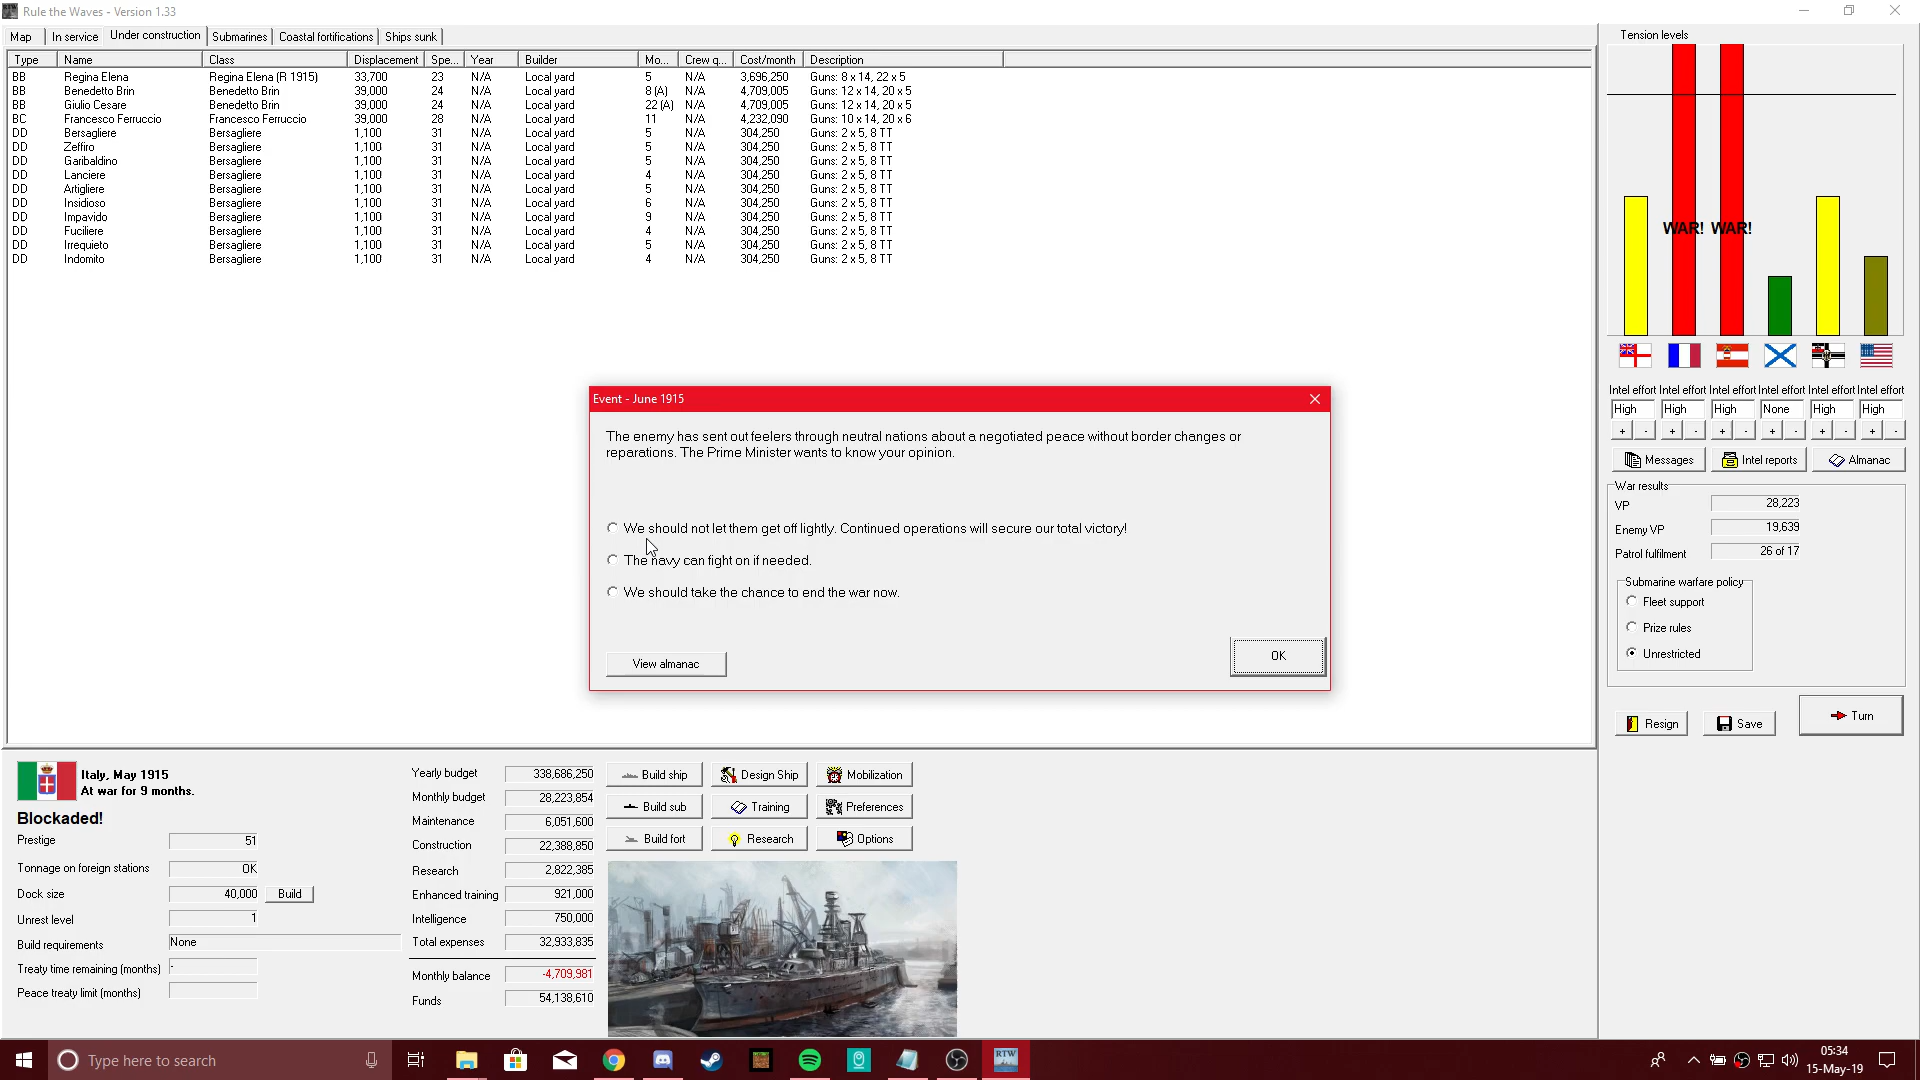 Rule the Waves - Version 1.33
Map In service Under construction Submarines Coastal fortifications Ships sunk
Type Name Class Displacement Spe... Year Builder Mo... Crew q... Cost/month Description
BB Regina Elena Regina Elena (R 1915) 33,700 23 N/A Local yard 5 N/A 3,696,250 Guns: 8 x 14, 22 x 5
BB Benedetto Brin Benedetto Brin 39,000 24 N/A Local yard 8 (A) N/A 4,709,005 Guns: 12 x 14, 20 x 5
BB Giulio Cesare Benedetto Brin 39,000 24 N/A Local yard 22 (A) N/A 4,709,005 Guns: 12 x 14, 20 x 5
BC Francesco Ferruccio Francesco Ferruccio 39,000 28 N/A Local yard 11 N/A 4,232,090 Guns: 10 x 14, 20 x 6
DD Bersagliere Bersagliere 1,100 31 N/A Local yard 5 N/A 304,250 Guns: 2 x 5, 8 TT
DD Zeffiro Bersagliere 1,100 31 N/A Local yard 5 N/A 304,250 Guns: 2 x 5, 8 TT
DD Garibaldino Bersagliere 1,100 31 N/A Local yard 5 N/A 304,250 Guns: 2 x 5, 8 TT
DD Lanciere Bersagliere 1,100 31 N/A Local yard 4 N/A 304,250 Guns: 2 x 5, 8 TT
DD Artigliere Bersagliere 1,100 31 N/A Local yard 5 N/A 304,250 Guns: 2 x 5, 8 TT
DD Insidioso Bersagliere 1,100 31 N/A Local yard 6 N/A 304,250 Guns: 2 x 5, 8 TT
DD Impavido Bersagliere 1,100 31 N/A Local yard 9 N/A 304,250 Guns: 2 x 5, 8 TT
DD Fuciliere Bersagliere 1,100 31 N/A Local yard 4 N/A 304,250 Guns: 2 x 5, 8 TT
DD Irrequieto Bersagliere 1,100 31 N/A Local yard 5 N/A 304,250 Guns: 2 x 5, 8 TT
DD Indomito Bersagliere 1,100 31 N/A Local yard 4 N/A 304,250 Guns: 2 x 5, 8 TT
Event - June 1915
The enemy has sent out feelers through neutral nations about a negotiated peace without border changes or
reparations. The Prime Minister wants to know your opinion.
We should not let them get off lightly. Continued operations will secure our total victory!
The navy can fight on if needed.
We should take the chance to end the war now.
View almanac
OK
Tension levels
WAR! WAR!
Intel effort Intel effort Intel effort Intel effort Intel effort Intel effort
High High High None High High
+ - + - + - + - + - + -
Messages Intel reports Almanac
War results
VP 28,223
Enemy VP 19,639
Patrol fulfilment 26 of 17
Submarine warfare policy
Fleet support
Prize rules
Unrestricted
Resign Save Turn
Italy, May 1915
At war for 9 months.
Blockaded!
Prestige 51
Tonnage on foreign stations OK
Dock size 40,000 Build
Unrest level 1
Build requirements None
Treaty time remaining (months) -
Peace treaty limit (months)
Yearly budget 338,686,250
Monthly budget 28,223,854
Maintenance 6,051,600
Construction 22,388,850
Research 2,822,385
Enhanced training 921,000
Intelligence 750,000
Total expenses 32,933,835
Monthly balance -4,709,981
Funds 54,138,610
Build ship Design Ship Mobilization
Build sub Training Preferences
Build fort Research Options
Type here to search
RTW
05:34
15-May-19